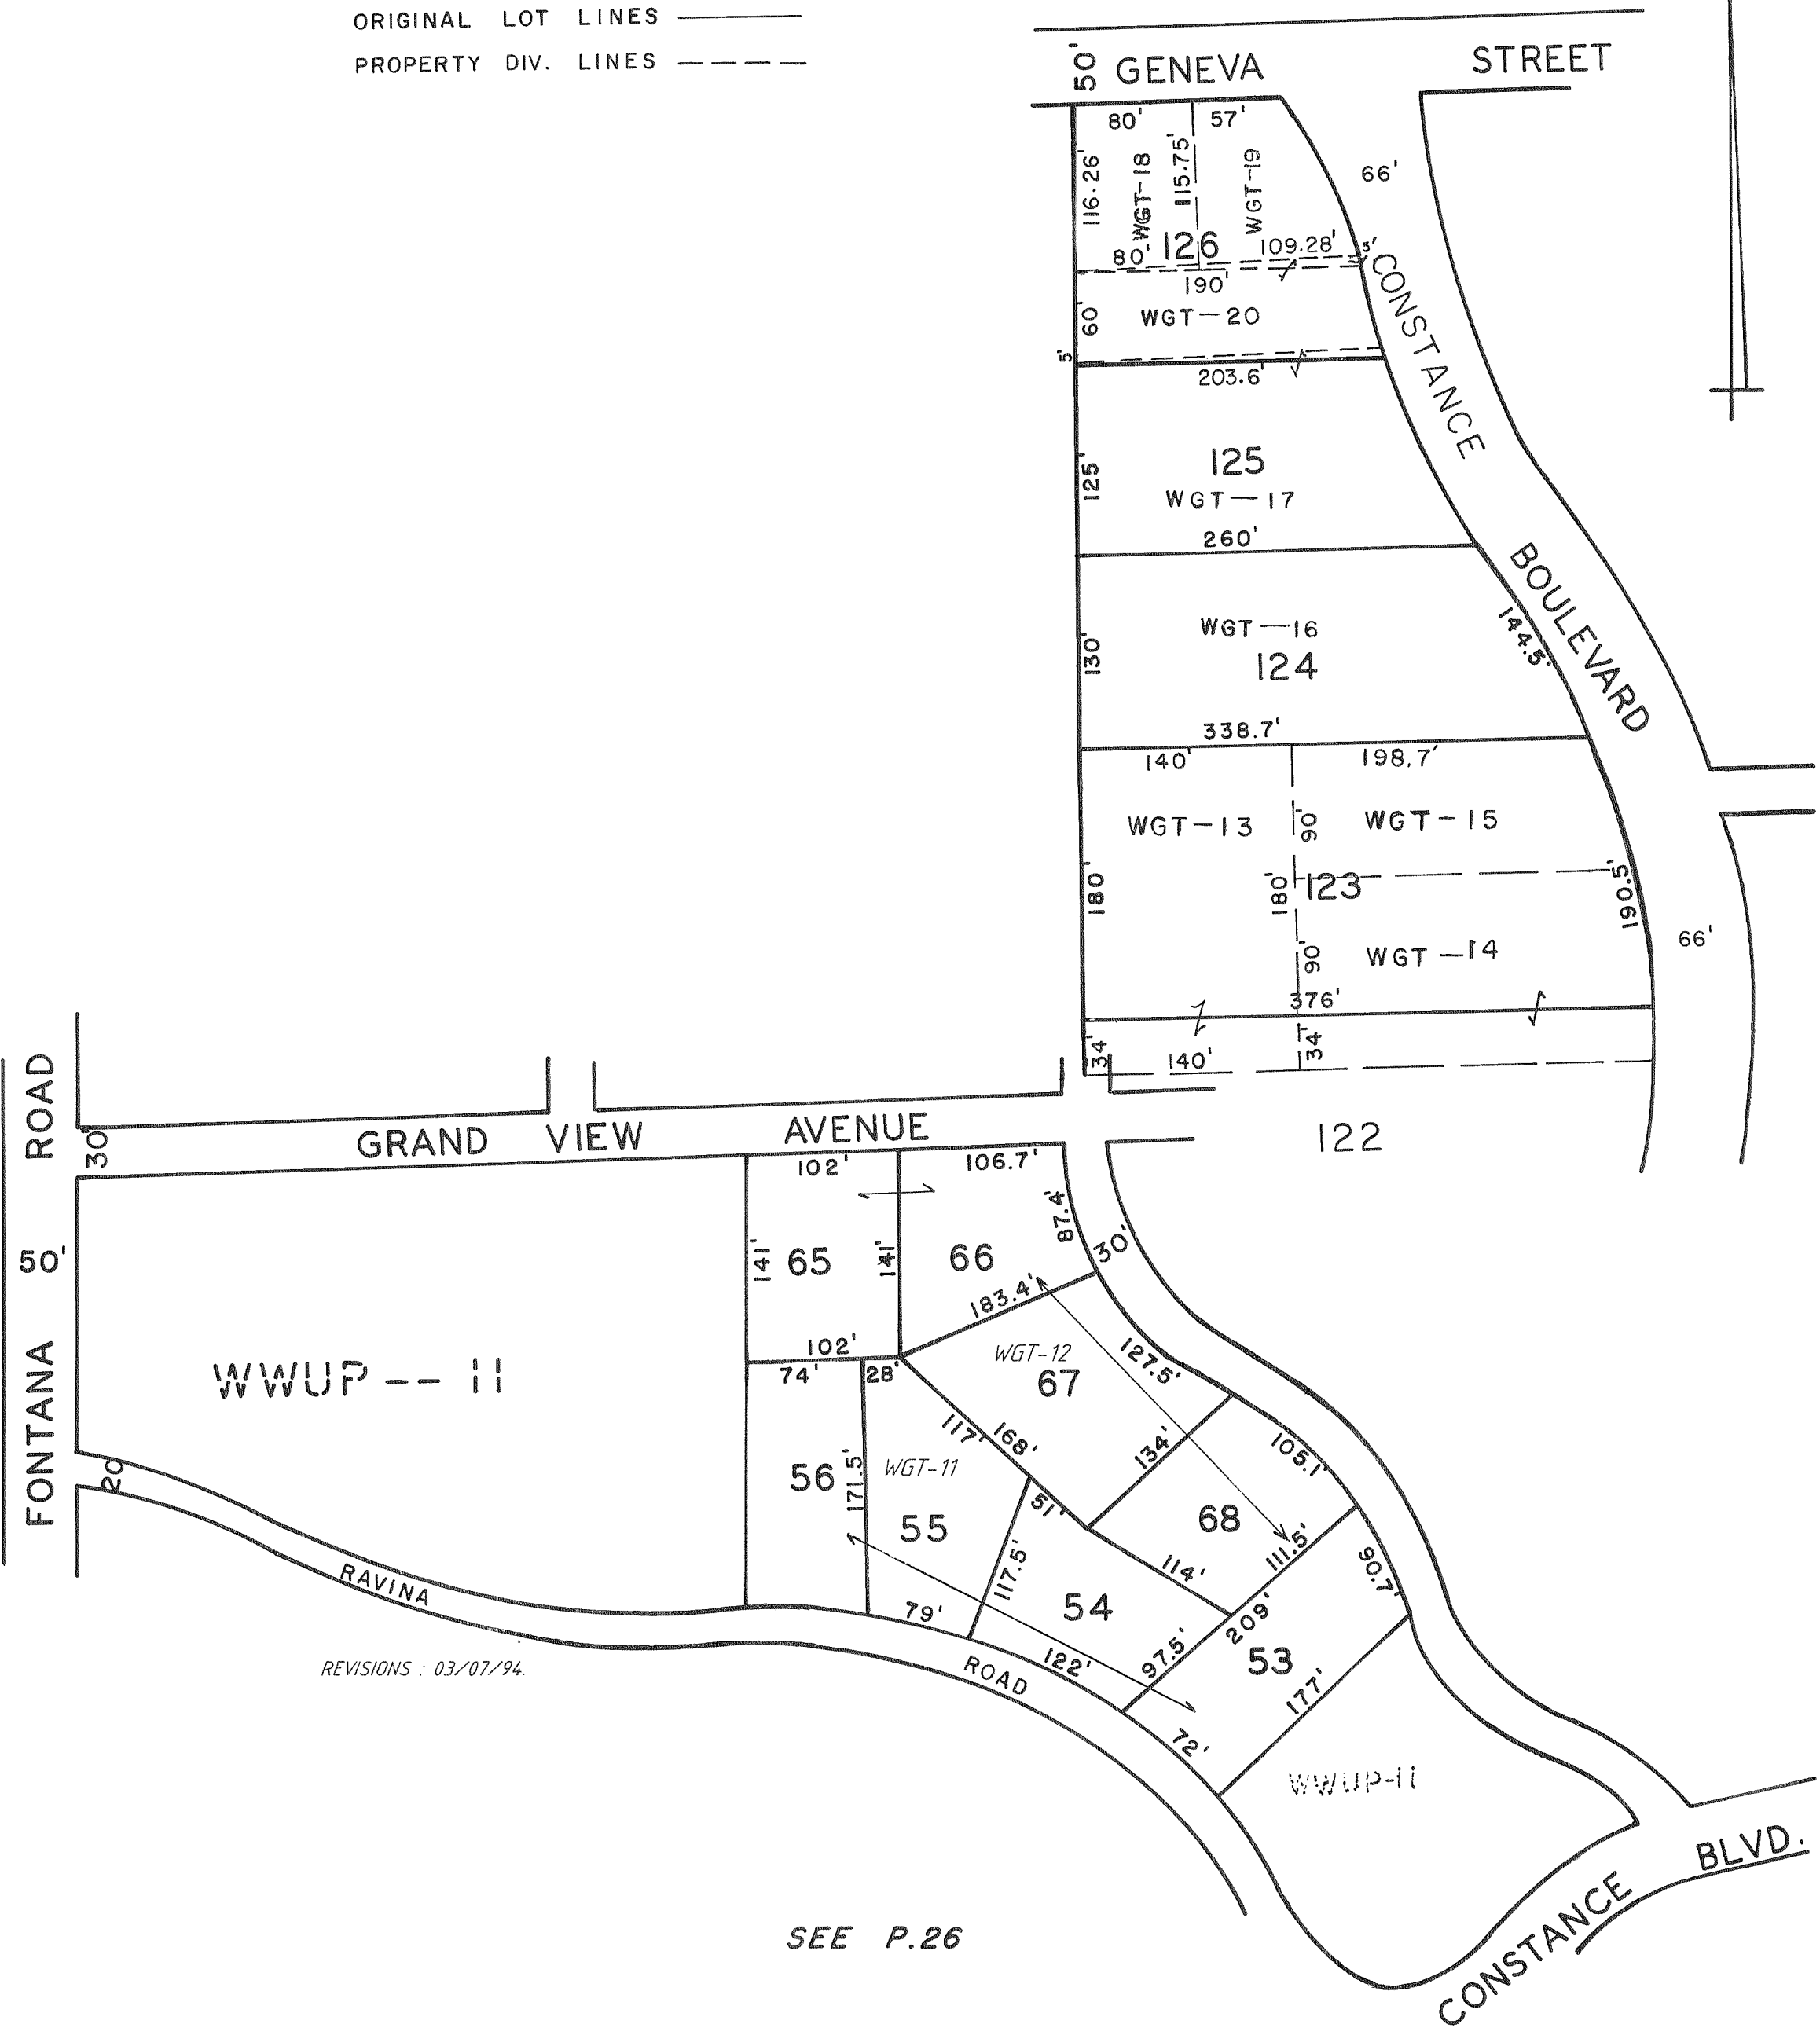 ORIGINAL LOT LINES
PROPERTY DIV. LINES
50'
GENEVA STREET
80' 57'
116.26'
WGT-18
115.75'
WGT-19
66'
80' 126 109.28' 5'
190'
60'
WGT-20
5'
203.6'
CONSTANCE
125
125'
WGT-17
260'
BOULEVARD
WGT-16
144.5'
130'
124
338.7'
140' 198.7'
WGT-13 90' WGT-15
180' 180' 123 190.5'
90' WGT-14 66'
376'
34' 140' 34'
122
ROAD
30'
GRAND VIEW AVENUE
102' 106.7'
87.4'
50'
141' 65 141' 66 30'
183.4'
102'
74' 28'
WGT-12
67
127.5'
WWUP--11
FONTANA
117' 168' 134' 105.1'
20
56 171.5' WGT-11
55
51' 68 111.5'
117.5' 114' 90.7'
RAVINA
79' 54 209'
97.5' 53
122'
ROAD
177'
72'
REVISIONS : 03/07/94.
WWUP-11
SEE P.26
CONSTANCE BLVD.